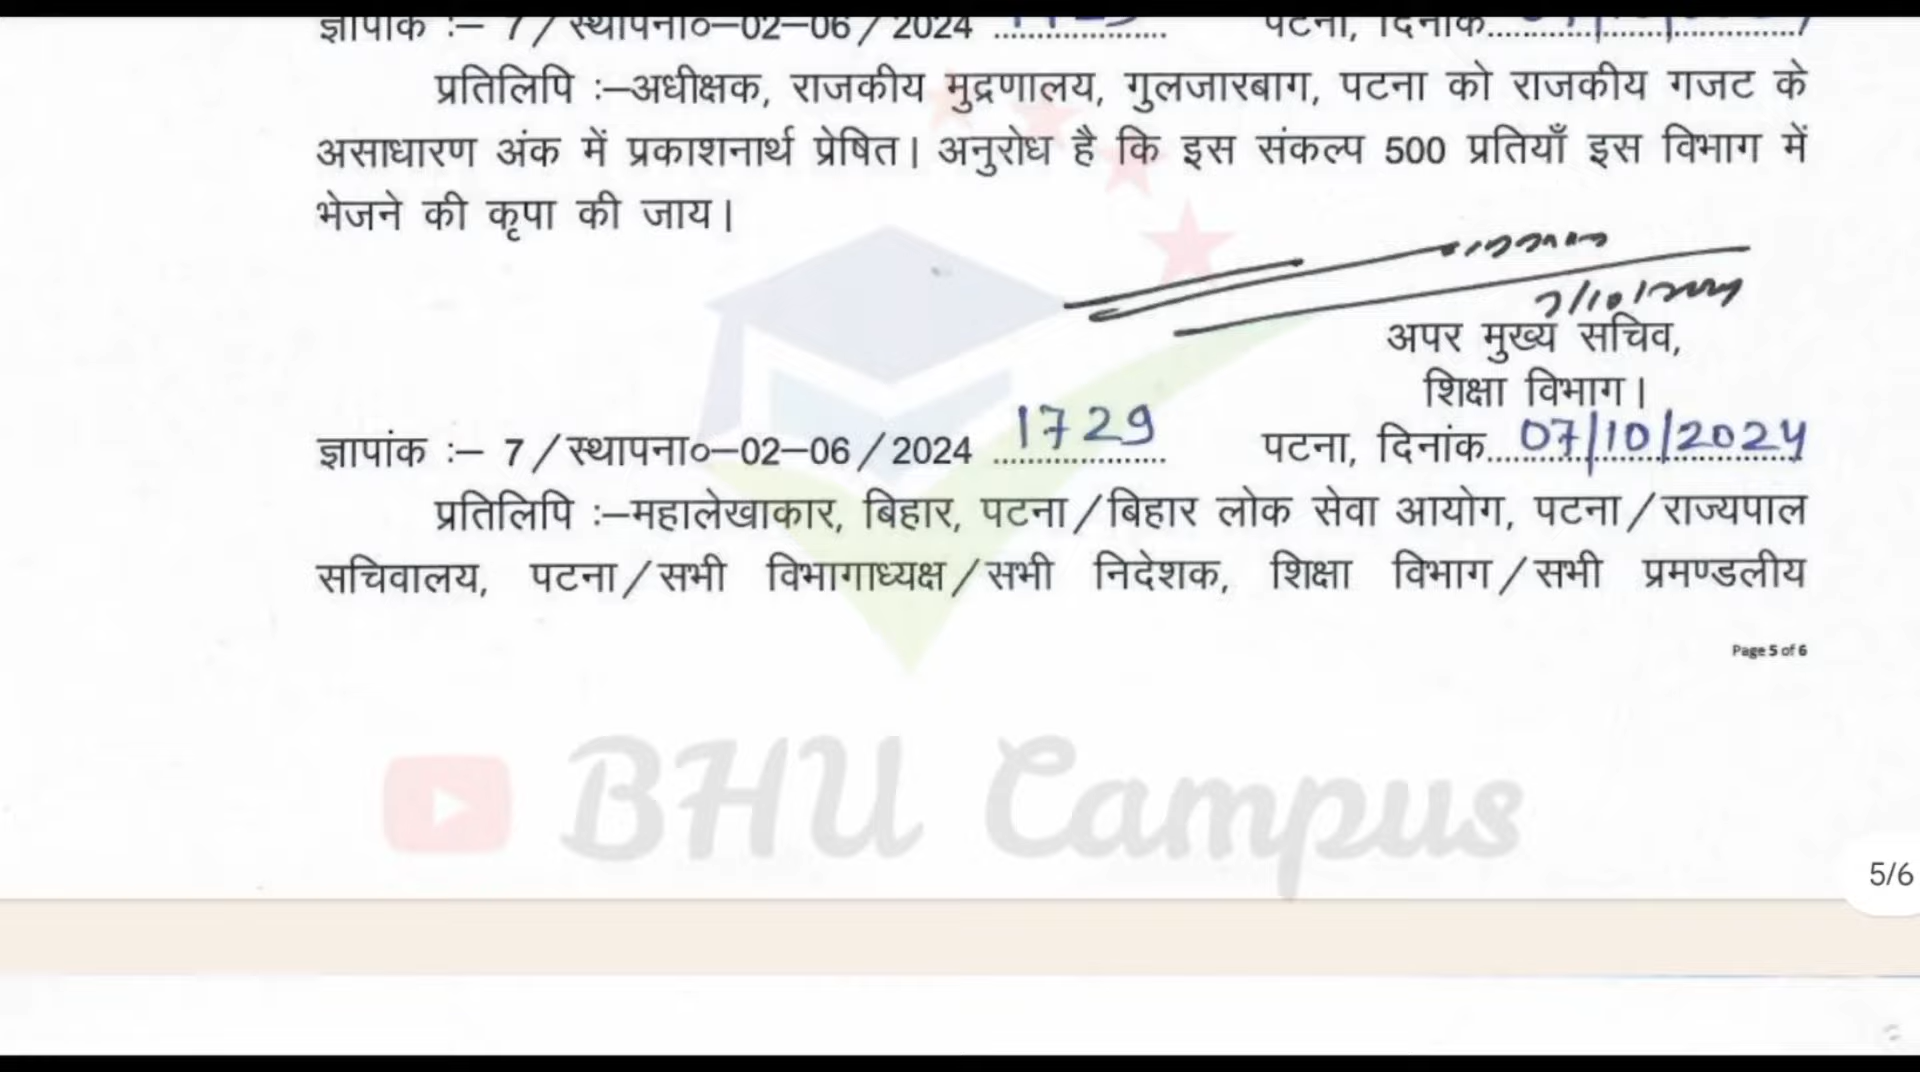 ज्ञापांक :– 7/स्थापना०–02–06/2024 .................... पटना, दिनांक....................
प्रतिलिपि :–अधीक्षक, राजकीय मुद्रणालय, गुलजारबाग, पटना को राजकीय गजट के
असाधारण अंक में प्रकाशनार्थ प्रेषित। अनुरोध है कि इस संकल्प 500 प्रतियाँ इस विभाग में
भेजने की कृपा की जाय।
अपर मुख्य सचिव,
शिक्षा विभाग।
ज्ञापांक :– 7/स्थापना०–02–06/2024 1729 पटना, दिनांक 07/10/2024
प्रतिलिपि :–महालेखाकार, बिहार, पटना/बिहार लोक सेवा आयोग, पटना/राज्यपाल
सचिवालय, पटना/सभी विभागाध्यक्ष/सभी निदेशक, शिक्षा विभाग/सभी प्रमण्डलीय
Page 5 of 6
BHU Campus
5/6